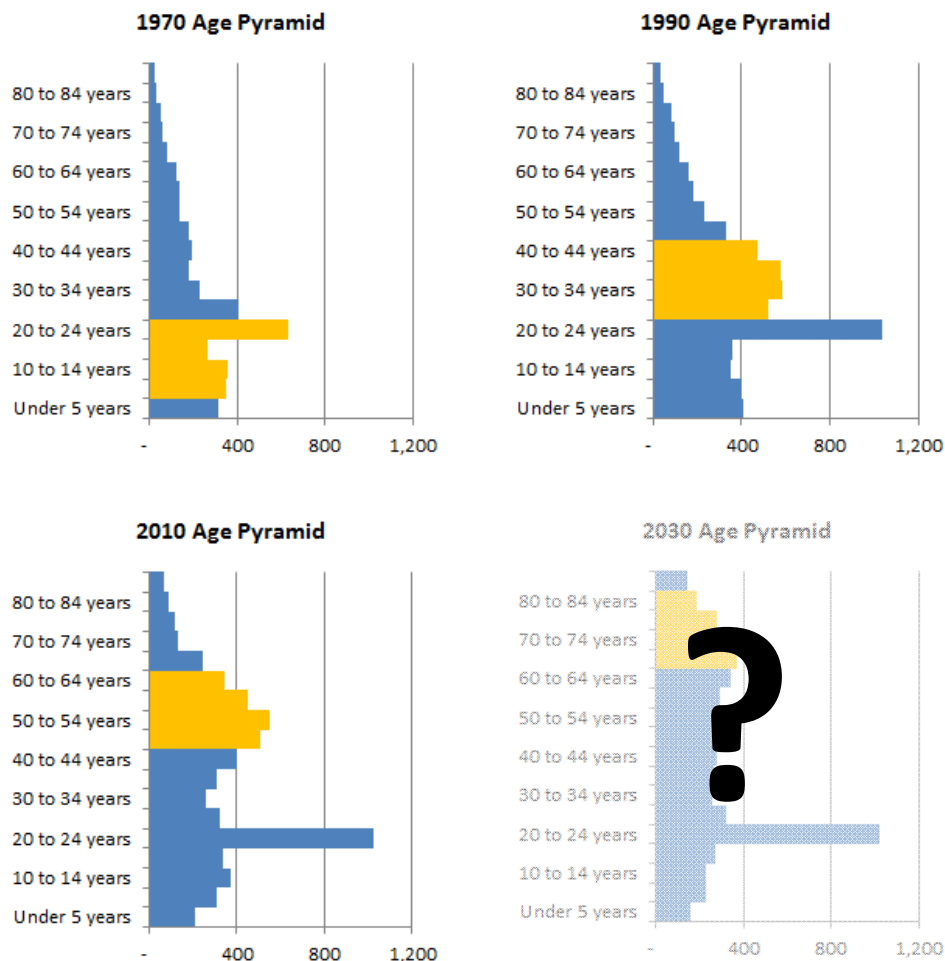 1970 Age Pyramid
80 to 84 years
70 to 74 years
60 to 64 years
50 to 54 years
40 to 44 years
30 to 34 years
20 to 24 years
10 to 14 years
Under 5 years
- 400 800 1,200
1990 Age Pyramid
80 to 84 years
70 to 74 years
60 to 64 years
50 to 54 years
40 to 44 years
30 to 34 years
20 to 24 years
10 to 14 years
Under 5 years
- 400 800 1,200
2010 Age Pyramid
80 to 84 years
70 to 74 years
60 to 64 years
50 to 54 years
40 to 44 years
30 to 34 years
20 to 24 years
10 to 14 years
Under 5 years
- 400 800 1,200
2030 Age Pyramid
80 to 84 years
70 to 74 years
60 to 64 years
50 to 54 years
40 to 44 years
30 to 34 years
20 to 24 years
10 to 14 years
Under 5 years
- 400 800 1,200
?